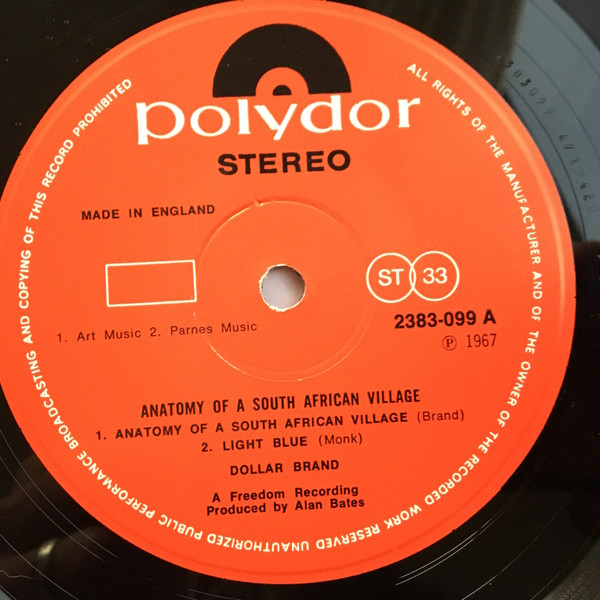 polydor
STEREO
MADE IN ENGLAND
ST 33
1. Art Music 2. Parnes Music
2383-099 A
℗ 1967
ANATOMY OF A SOUTH AFRICAN VILLAGE
1. ANATOMY OF A SOUTH AFRICAN VILLAGE (Brand)
2. LIGHT BLUE (Monk)
DOLLAR BRAND
A Freedom Recording
Produced by Alan Bates
ALL RIGHTS OF THE MANUFACTURER AND OF THE OWNER OF THE RECORDED WORK RESERVED UNAUTHORIZED PUBLIC PERFORMANCE BROADCASTING AND COPYING OF THIS RECORD PROHIBITED